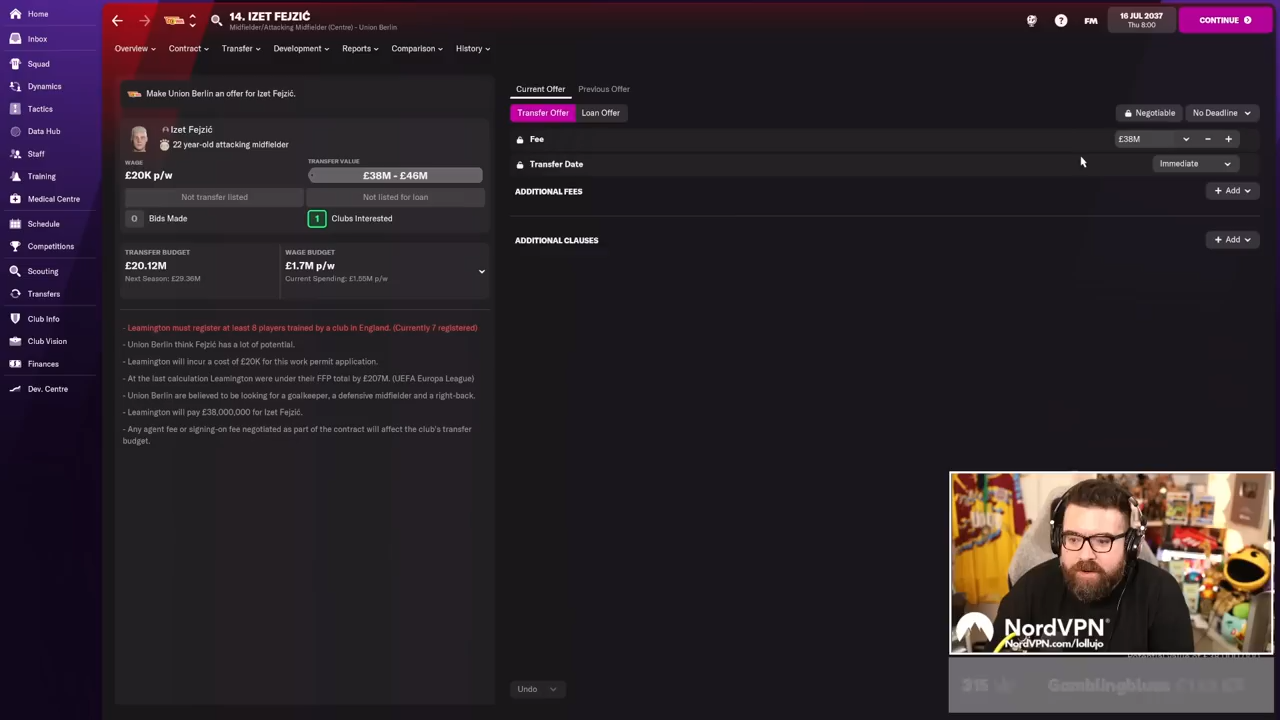 14. IZET FEJZIĆ
Midfielder/Attacking Midfielder (Centre) - Union Berlin
FM
16 JUL 2037
Thu 8:00
CONTINUE
Home
Inbox
Squad
Dynamics
Tactics
Data Hub
Staff
Training
Medical Centre
Schedule
Competitions
Scouting
Transfers
Club Info
Club Vision
Finances
Dev. Centre
Overview
Contract
Transfer
Development
Reports
Comparison
History
Make Union Berlin an offer for Izet Fejzić.
Izet Fejzić
22 year-old attacking midfielder
WAGE
£20K p/w
TRANSFER VALUE
£38M - £46M
Not transfer listed
Not listed for loan
0 Bids Made
1 Clubs Interested
TRANSFER BUDGET
£20.12M
Next Season: £29.36M
WAGE BUDGET
£1.7M p/w
Current Spending: £1.55M p/w
- Leamington must register at least 8 players trained by a club in England. (Currently 7 registered)
- Union Berlin think Fejzić has a lot of potential.
- Leamington will incur a cost of £20K for this work permit application.
- At the last calculation Leamington were under their FFP total by £207M. (UEFA Europa League)
- Union Berlin are believed to be looking for a goalkeeper, a defensive midfielder and a right-back.
- Leamington will pay £38,000,000 for Izet Fejzić.
- Any agent fee or signing-on fee negotiated as part of the contract will affect the club's transfer
budget.
Current Offer
Previous Offer
Transfer Offer
Loan Offer
Negotiable
No Deadline
Fee
£38M
Transfer Date
Immediate
ADDITIONAL FEES
+ Add
ADDITIONAL CLAUSES
+ Add
Undo
NordVPN®
NordVPN.com/lollujo
315